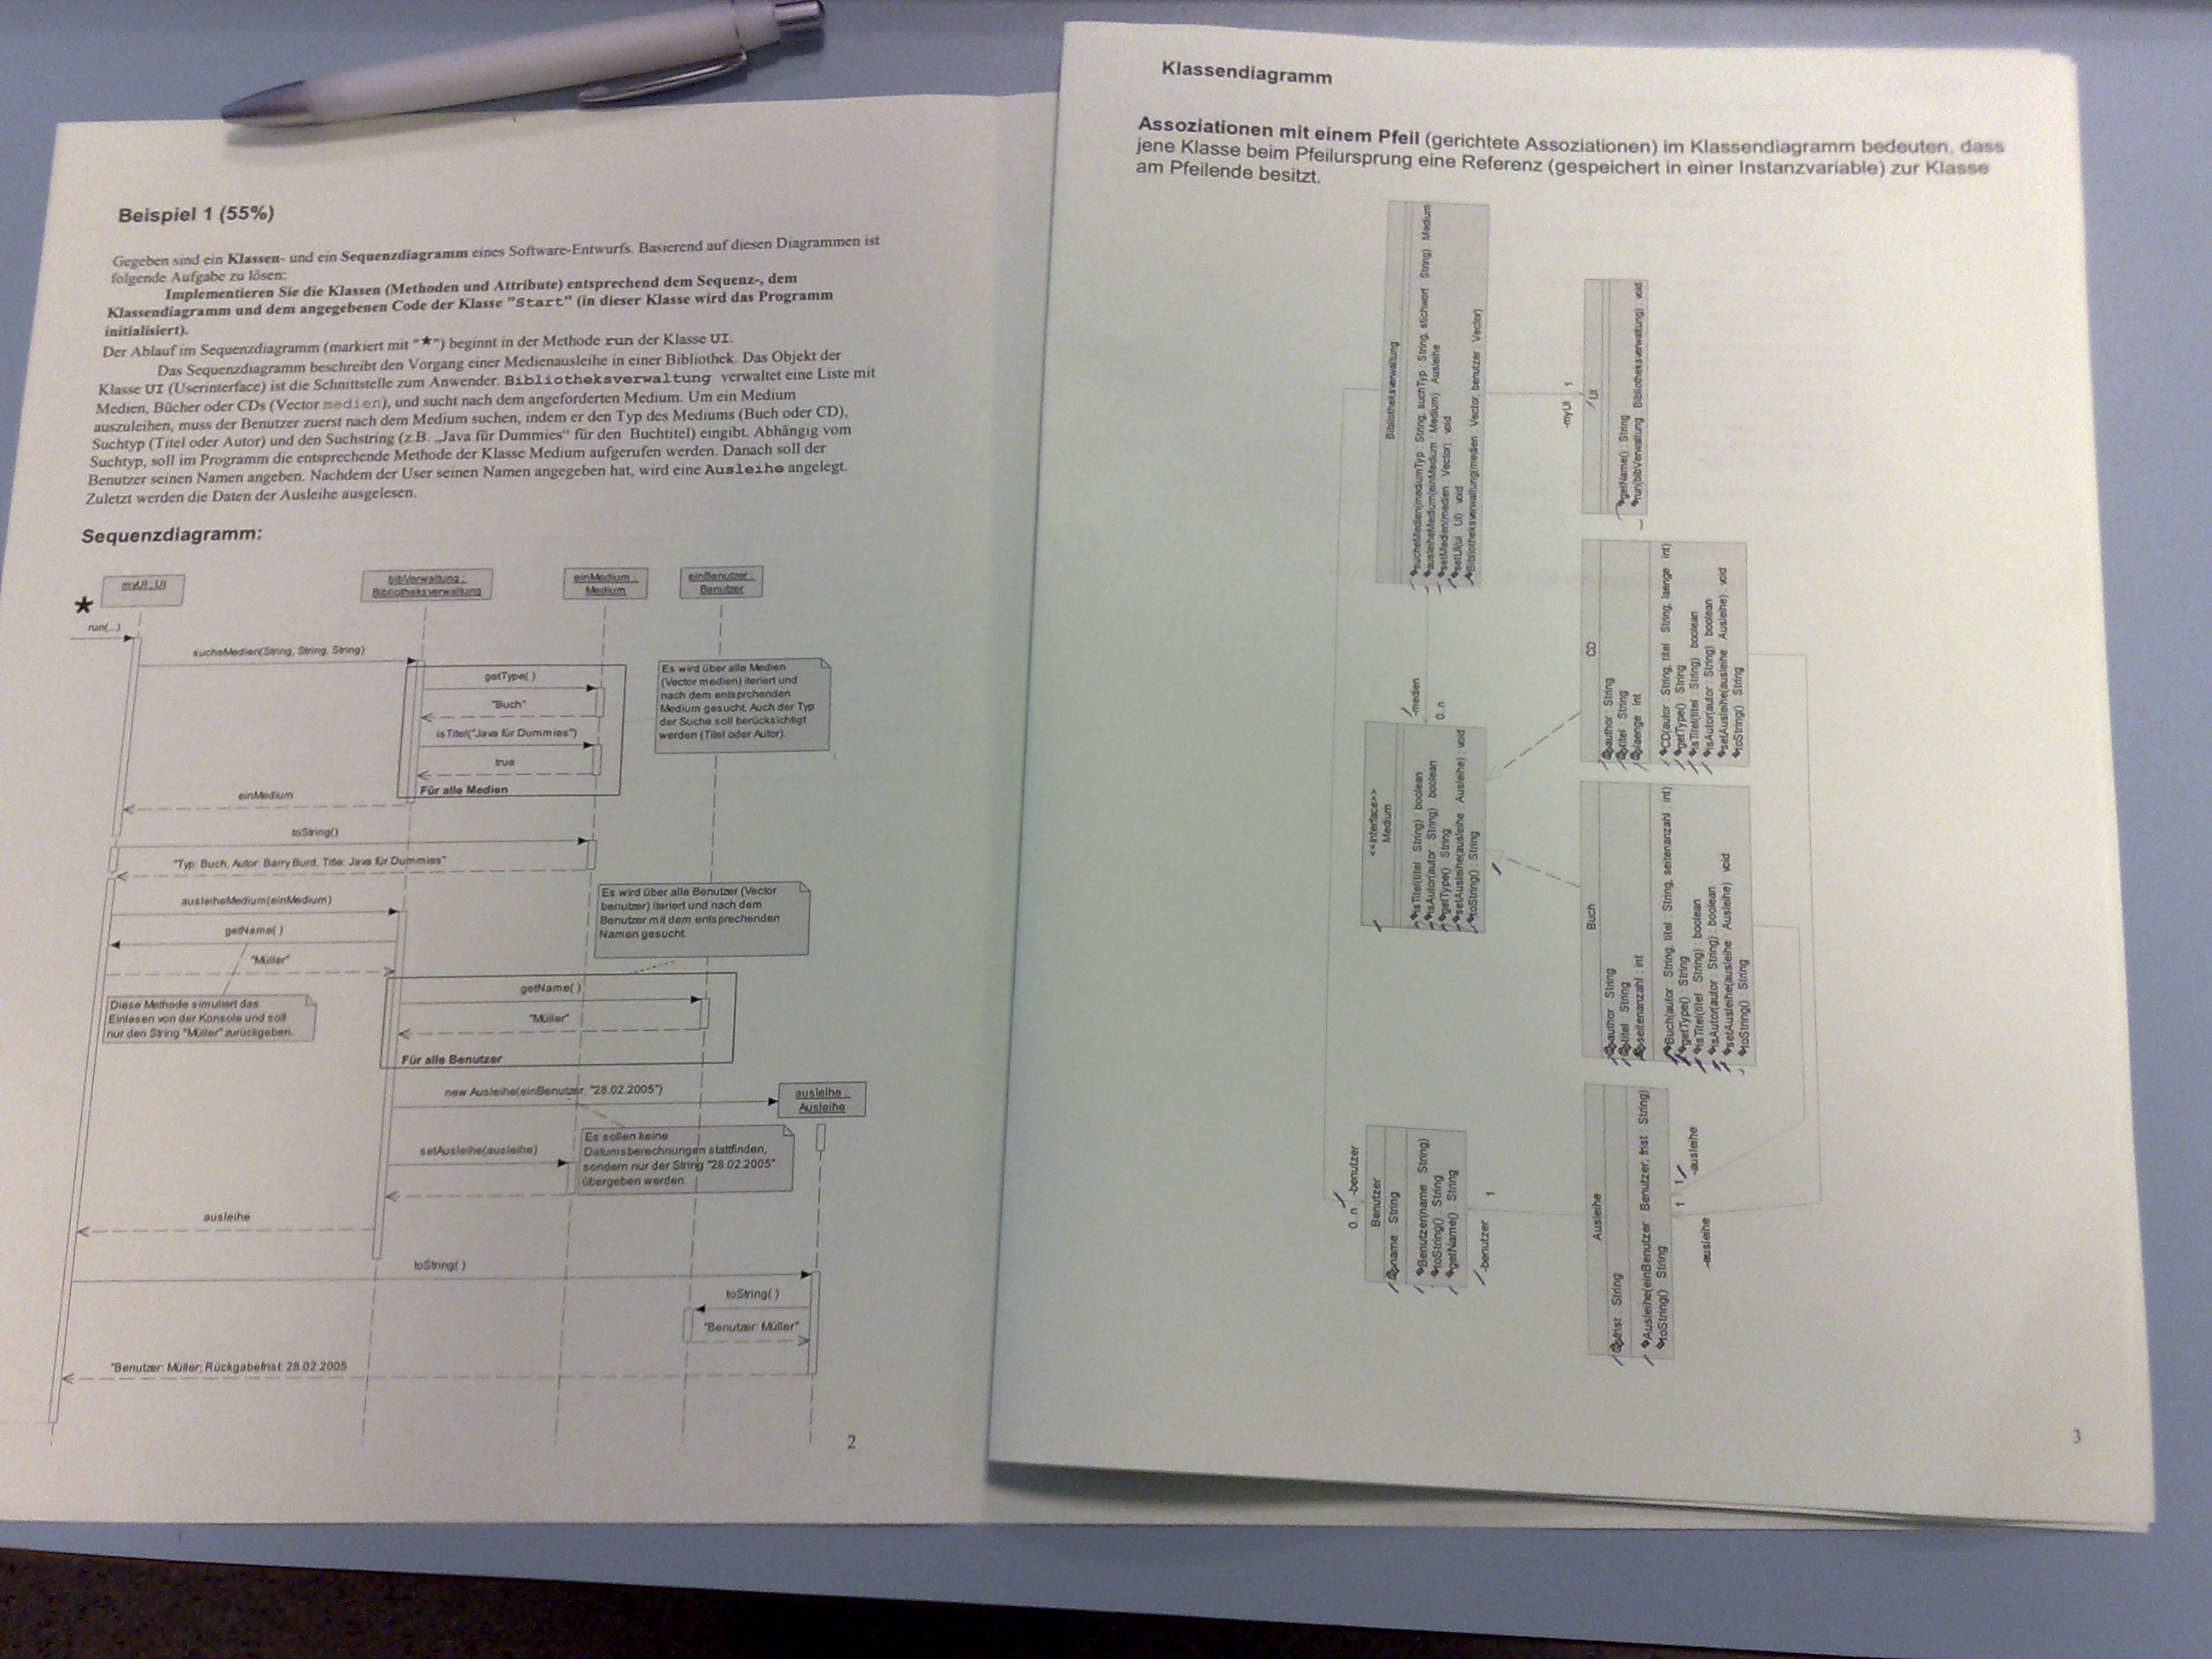 Beispiel 1 (55%)
Gegeben sind ein Klassen- und ein Sequenzdiagramm eines Software-Entwurfs. Basierend auf diesen Diagrammen ist
folgende Aufgabe zu lösen:
Implementieren Sie die Klassen (Methoden und Attribute) entsprechend dem Sequenz-, dem
Klassendiagramm und dem angegebenen Code der Klasse "Start" (in dieser Klasse wird das Programm
initialisiert).
Der Ablauf im Sequenzdiagramm (markiert mit "★") beginnt in der Methode run der Klasse UI.
Das Sequenzdiagramm beschreibt den Vorgang einer Medienausleihe in einer Bibliothek. Das Objekt der
Klasse UI (Userinterface) ist die Schnittstelle zum Anwender. Bibliotheksverwaltung verwaltet eine Liste mit
Medien, Bücher oder CDs (Vector medien), und sucht nach dem angeforderten Medium. Um ein Medium
auszuleihen, muss der Benutzer zuerst nach dem Medium suchen, indem er den Typ des Mediums (Buch oder CD),
Suchtyp (Titel oder Autor) und den Suchstring (z.B. „Java für Dummies“ für den Buchtitel) eingibt. Abhängig vom
Suchtyp, soll im Programm die entsprechende Methode der Klasse Medium aufgerufen werden. Danach soll der
Benutzer seinen Namen angeben. Nachdem der User seinen Namen angegeben hat, wird eine Ausleihe angelegt.
Zuletzt werden die Daten der Ausleihe ausgelesen.
Sequenzdiagramm:
myUI : UI
bibVerwaltung :
Bibliotheksverwaltung
einMedium :
Medium
einBenutzer :
Benutzer
★
run(...)
sucheMedien(String, String, String)
getType( )
"Buch"
isTitel("Java für Dummies")
true
Für alle Medien
Es wird über alle Medien
(Vector medien) iteriert und
nach dem entsprchenden
Medium gesucht. Auch der Typ
der Suche soll berücksichtigt
werden (Titel oder Autor).
einMedium
toString()
"Typ: Buch, Autor: Barry Burd, Title: Java für Dummies"
ausleiheMedium(einMedium)
Es wird über alle Benutzer (Vector
benutzer) iteriert und nach dem
Benutzer mit dem entsprechenden
Namen gesucht.
getName( )
"Müller"
Diese Methode simuliert das
Einlesen von der Konsole und soll
nur den String "Müller" zurückgeben.
getName( )
"Müller"
Für alle Benutzer
new Ausleihe(einBenutzer, "28.02.2005")
ausleihe :
Ausleihe
setAusleihe(ausleihe)
Es sollen keine
Datumsberechnungen stattfinden,
sondern nur der String "28.02.2005"
übergeben werden.
ausleihe
toString( )
toString( )
"Benutzer: Müller"
"Benutzer: Müller; Rückgabefrist: 28.02.2005
2
Klassendiagramm
Assoziationen mit einem Pfeil (gerichtete Assoziationen) im Klassendiagramm bedeuten, dass
jene Klasse beim Pfeilursprung eine Referenz (gespeichert in einer Instanzvariable) zur Klasse
am Pfeilende besitzt.
Bibliotheksverwaltung
sucheMedien(mediumTyp : String, suchTyp : String, stichwort : String) : Medium
ausleiheMedium(einMedium : Medium) : Ausleihe
setMedien(medien : Vector) : void
setUI(ui : UI) : void
Bibliotheksverwaltung(medien : Vector, benutzer : Vector)
-myUI
1
UI
getName() : String
run(bibVerwaltung : Bibliotheksverwaltung) : void
-medien
0..n
<<Interface>>
Medium
isTitel(titel : String) : boolean
isAutor(autor : String) : boolean
getType() : String
setAusleihe(ausleihe : Ausleihe) : void
toString() : String
CD
author : String
titel : String
laenge : int
CD(autor : String, titel : String, laenge : int)
getType() : String
isTitel(titel : String) : boolean
isAutor(autor : String) : boolean
setAusleihe(ausleihe : Ausleihe) : void
toString() : String
Buch
author : String
titel : String
seitenanzahl : int
Buch(autor : String, titel : String, seitenanzahl : int)
getType() : String
isTitel(titel : String) : boolean
isAutor(autor : String) : boolean
setAusleihe(ausleihe : Ausleihe) : void
toString() : String
0..n
-benutzer
Benutzer
name : String
Benutzer(name : String)
toString() : String
getName() : String
-benutzer
1
Ausleihe
frist : String
Ausleihe(einBenutzer : Benutzer, frist : String)
toString() : String
1
1
-ausleihe
-ausleihe
3